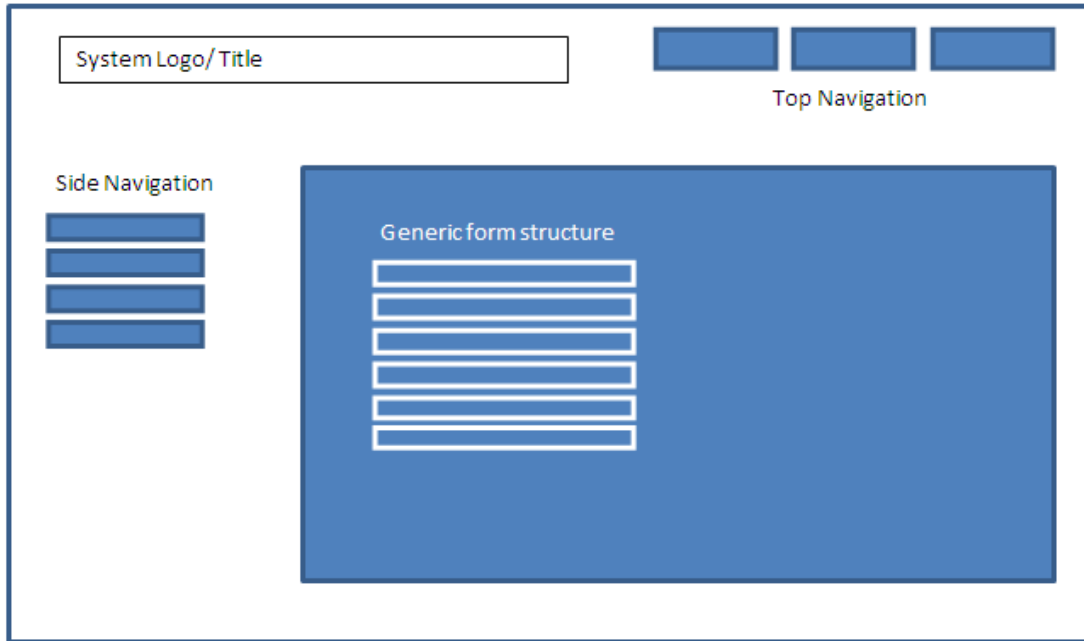 System Logo/ Title
Top Navigation
Side Navigation
Generic form structure